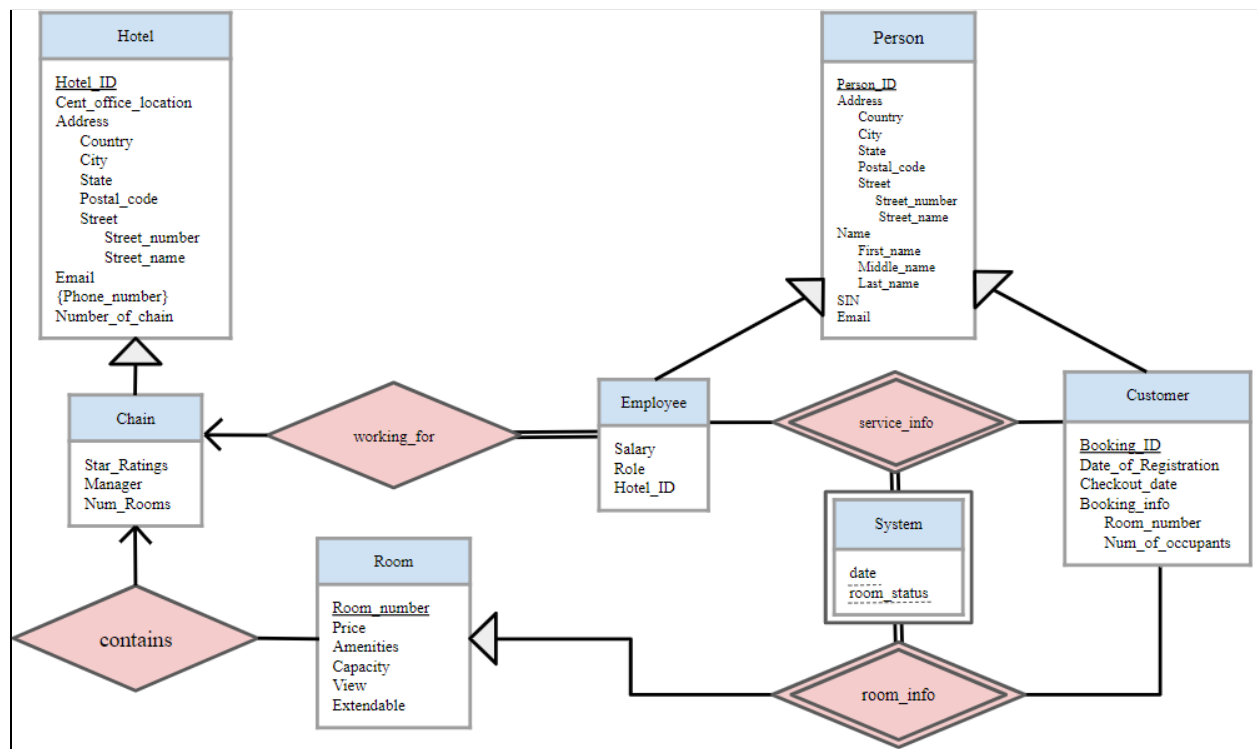 Hotel
Hotel_ID
Cent_office_location
Address
Country
City
State
Postal_code
Street
Street_number
Street_name
Email
{Phone_number}
Number_of_chain
Person
Person_ID
Address
Country
City
State
Postal_code
Street
Street_number
Street_name
Name
First_name
Middle_name
Last_name
SIN
Email
Chain
Star_Ratings
Manager
Num_Rooms
working_for
Employee
Salary
Role
Hotel_ID
service_info
Customer
Booking_ID
Date_of_Registration
Checkout_date
Booking_info
Room_number
Num_of_occupants
System
date
room_status
contains
Room
Room_number
Price
Amenities
Capacity
View
Extendable
room_info